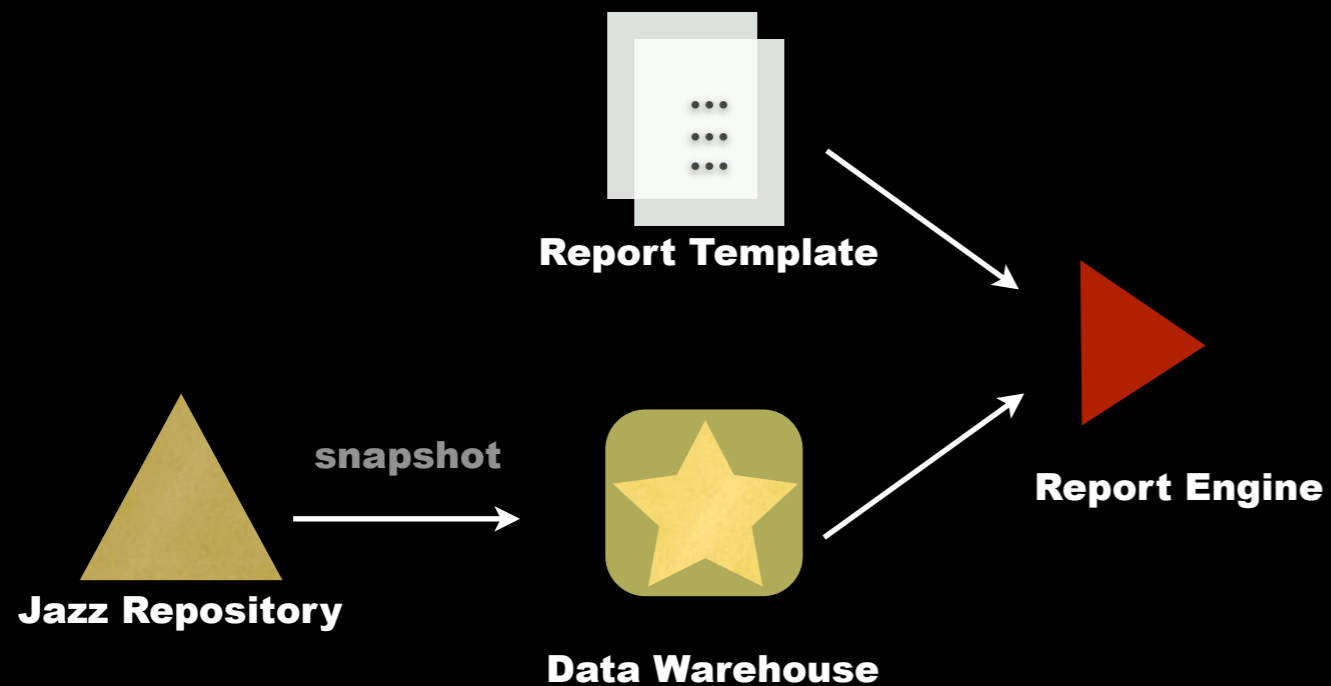 Report Template
snapshot
Report Engine
Jazz Repository
Data Warehouse